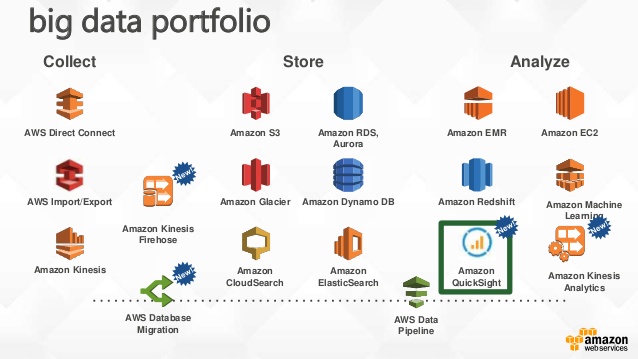 big data portfolio
Collect
Store
Analyze
AWS Direct Connect
Amazon S3
Amazon RDS,
Aurora
Amazon EMR
Amazon EC2
New!
AWS Import/Export
Amazon Kinesis
Firehose
Amazon Glacier
Amazon Dynamo DB
Amazon Redshift
Amazon Machine
Learning
New!
New!
Amazon Kinesis
Amazon
CloudSearch
Amazon
ElasticSearch
Amazon
QuickSight
Amazon Kinesis
Analytics
New!
AWS Database
Migration
AWS Data
Pipeline
amazon
webservices